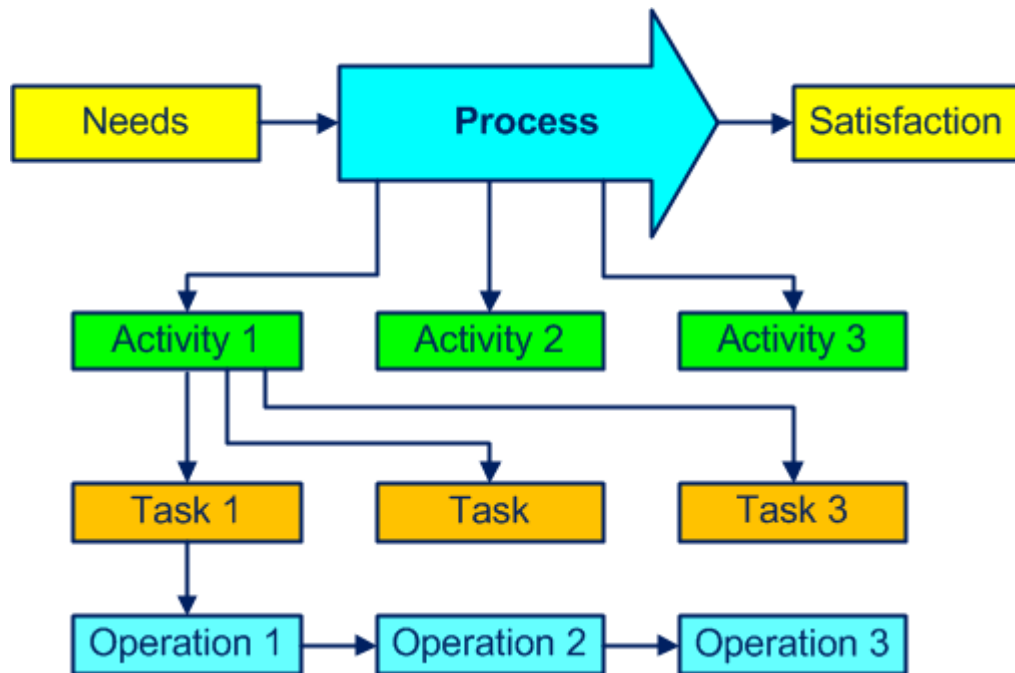 Needs
Process
Satisfaction
Activity 1
Activity 2
Activity 3
Task 1
Task
Task 3
Operation 1
Operation 2
Operation 3